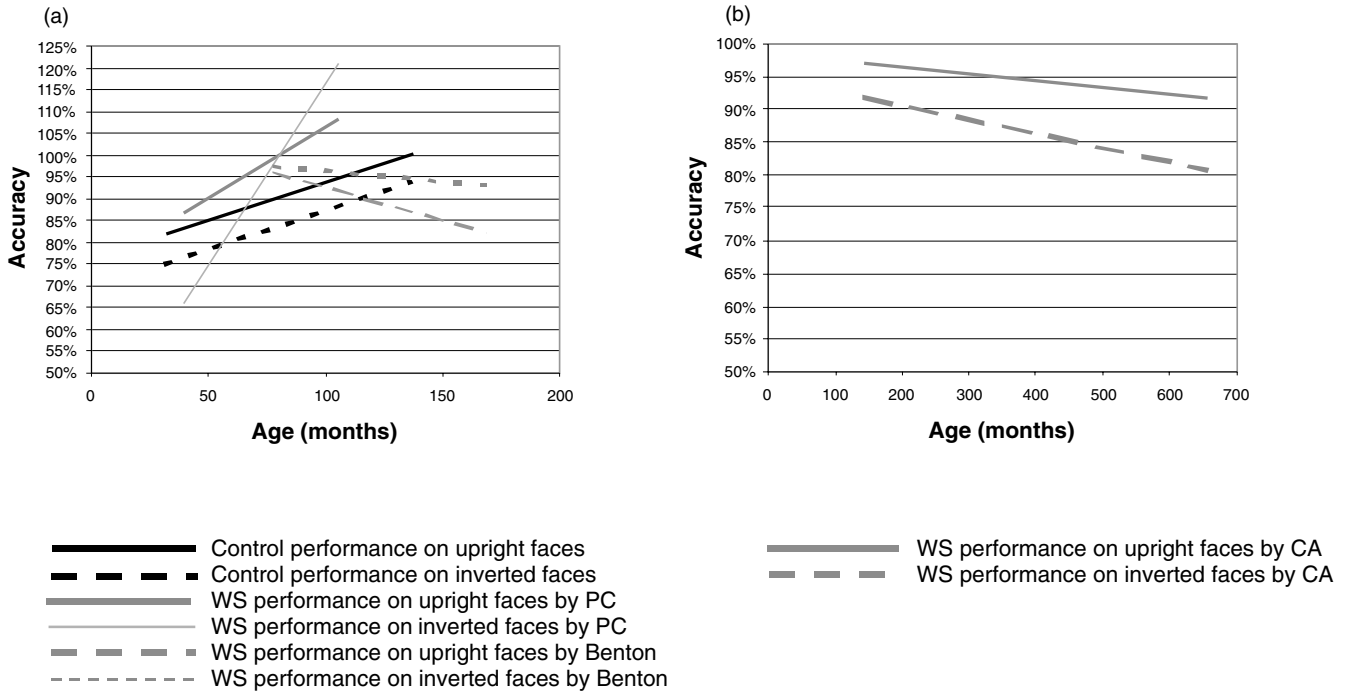 (a)
125%
120%
115%
110%
105%
100%
95%
90%
85%
80%
75%
70%
65%
60%
55%
50%
Accuracy
0 50 100 150 200
Age (months)
(b)
100%
95%
90%
85%
80%
75%
70%
65%
60%
55%
50%
Accuracy
0 100 200 300 400 500 600 700
Age (months)
Control performance on upright faces
Control performance on inverted faces
WS performance on upright faces by PC
WS performance on inverted faces by PC
WS performance on upright faces by Benton
WS performance on inverted faces by Benton
WS performance on upright faces by CA
WS performance on inverted faces by CA